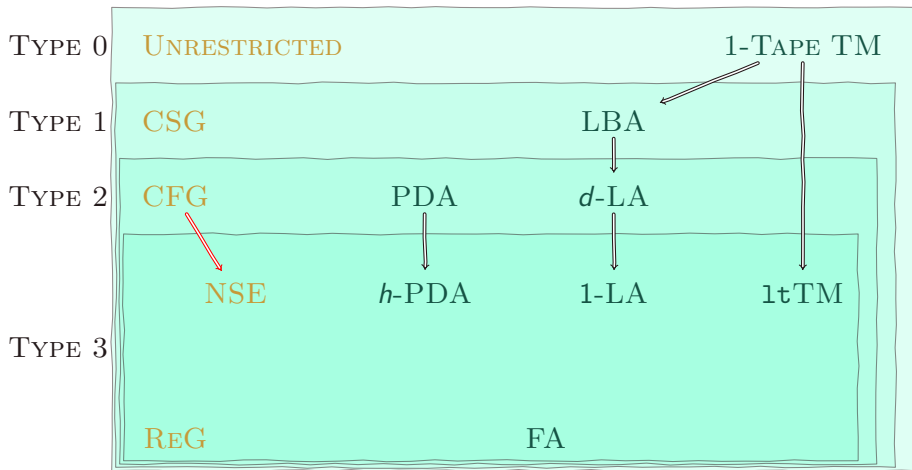 TYPE 0 UNRESTRICTED 1-TAPE TM
TYPE 1 CSG LBA
TYPE 2 CFG PDA d-LA
NSE h-PDA 1-LA ltTM
TYPE 3
REG FA